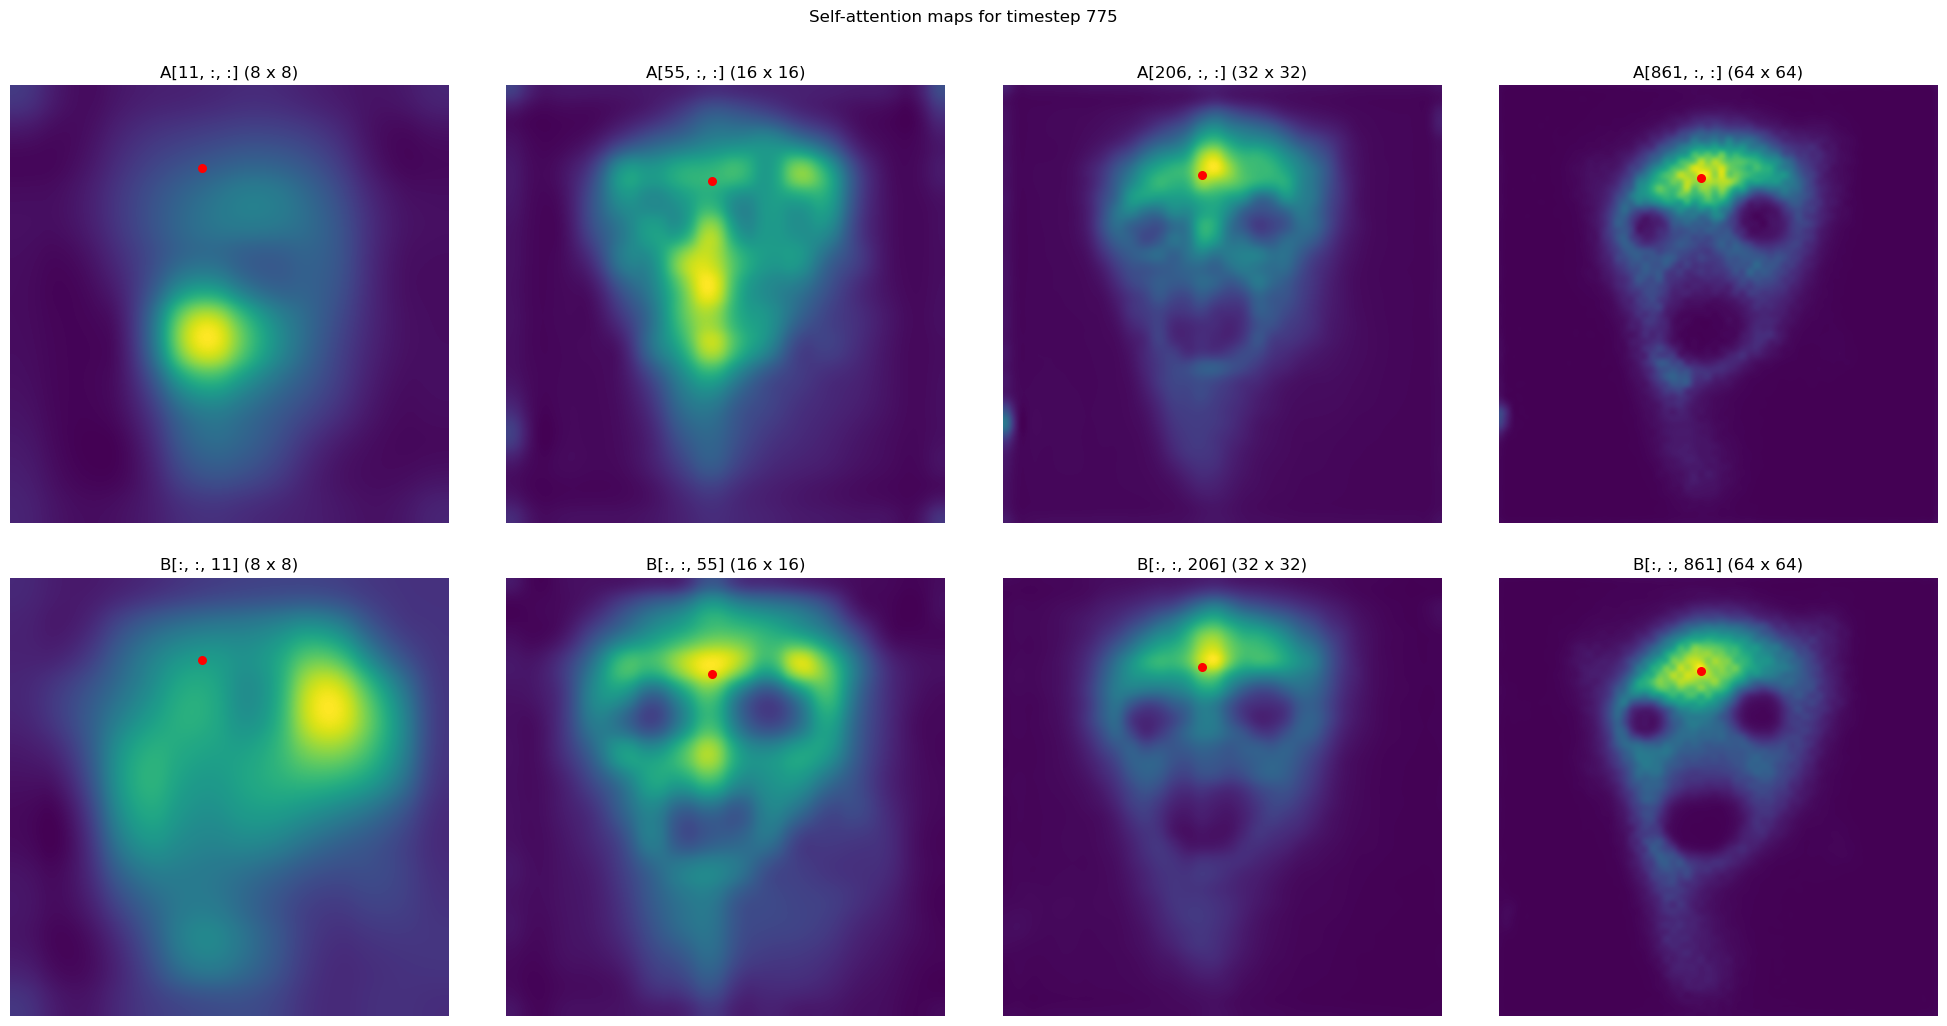 Self-attention maps for timestep 775
A[11, :, :] (8 x 8)
A[55, :, :] (16 x 16)
A[206, :, :] (32 x 32)
A[861, :, :] (64 x 64)
B[:, :, 11] (8 x 8)
B[:, :, 55] (16 x 16)
B[:, :, 206] (32 x 32)
B[:, :, 861] (64 x 64)